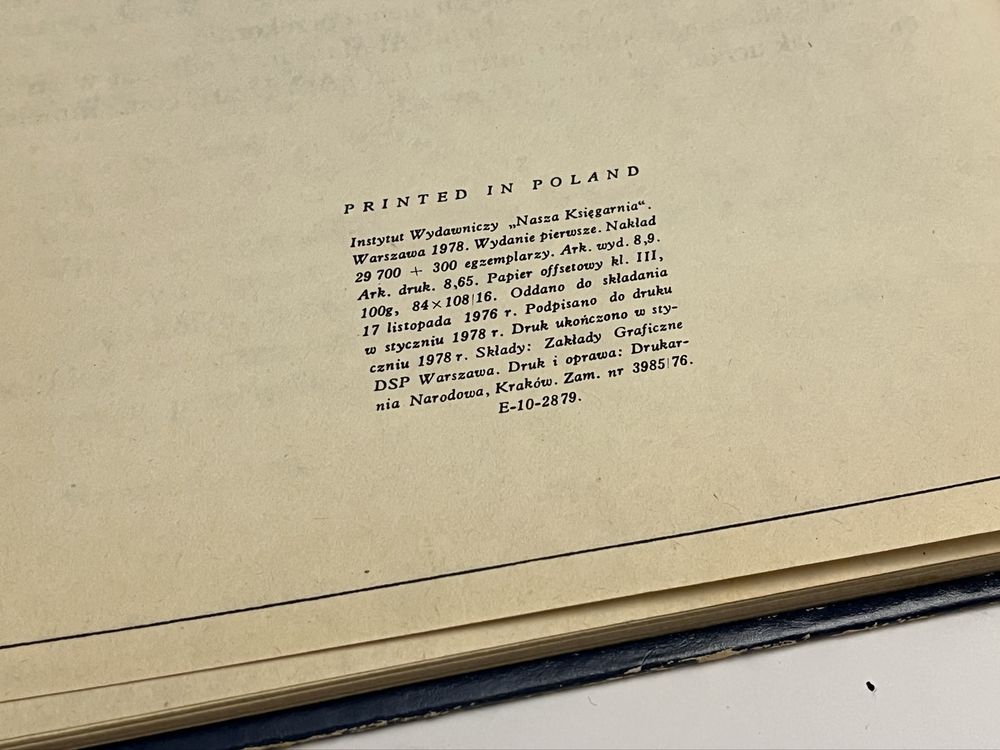 PRINTED IN POLAND
Instytut Wydawniczy „Nasza Księgarnia“.
Warszawa 1978. Wydanie pierwsze. Nakład
29 700 + 300 egzemplarzy. Ark. wyd. 8,9.
Ark. druk. 8,65. Papier offsetowy kl. III,
100g, 84×108|16. Oddano do składania
17 listopada 1976 r. Podpisano do druku
w styczniu 1978 r. Druk ukończono w sty-
czniu 1978 r. Składy: Zakłady Graficzne
DSP Warszawa. Druk i oprawa: Drukar-
nia Narodowa, Kraków. Zam. nr 3985|76.
E-10-2879.